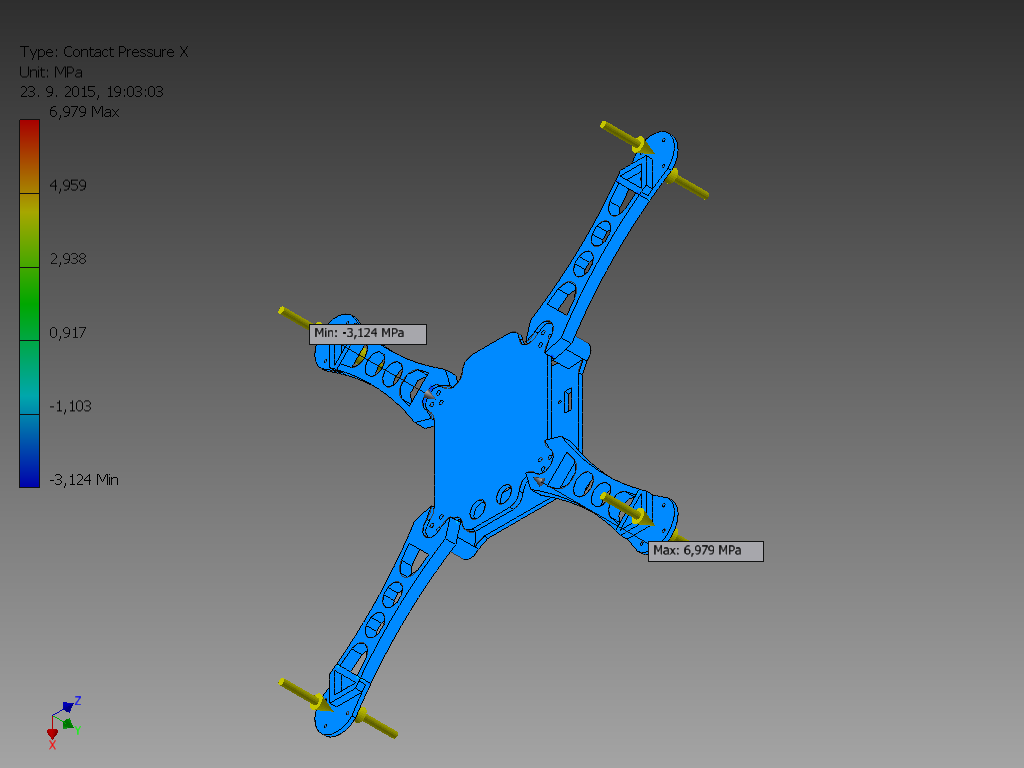 Type: Contact Pressure X
Unit: MPa
23. 9. 2015, 19:03:03
6,979 Max
4,959
2,938
0,917
-1,103
-3,124 Min
Min: -3,124 MPa
Max: 6,979 MPa
Z
Y
X